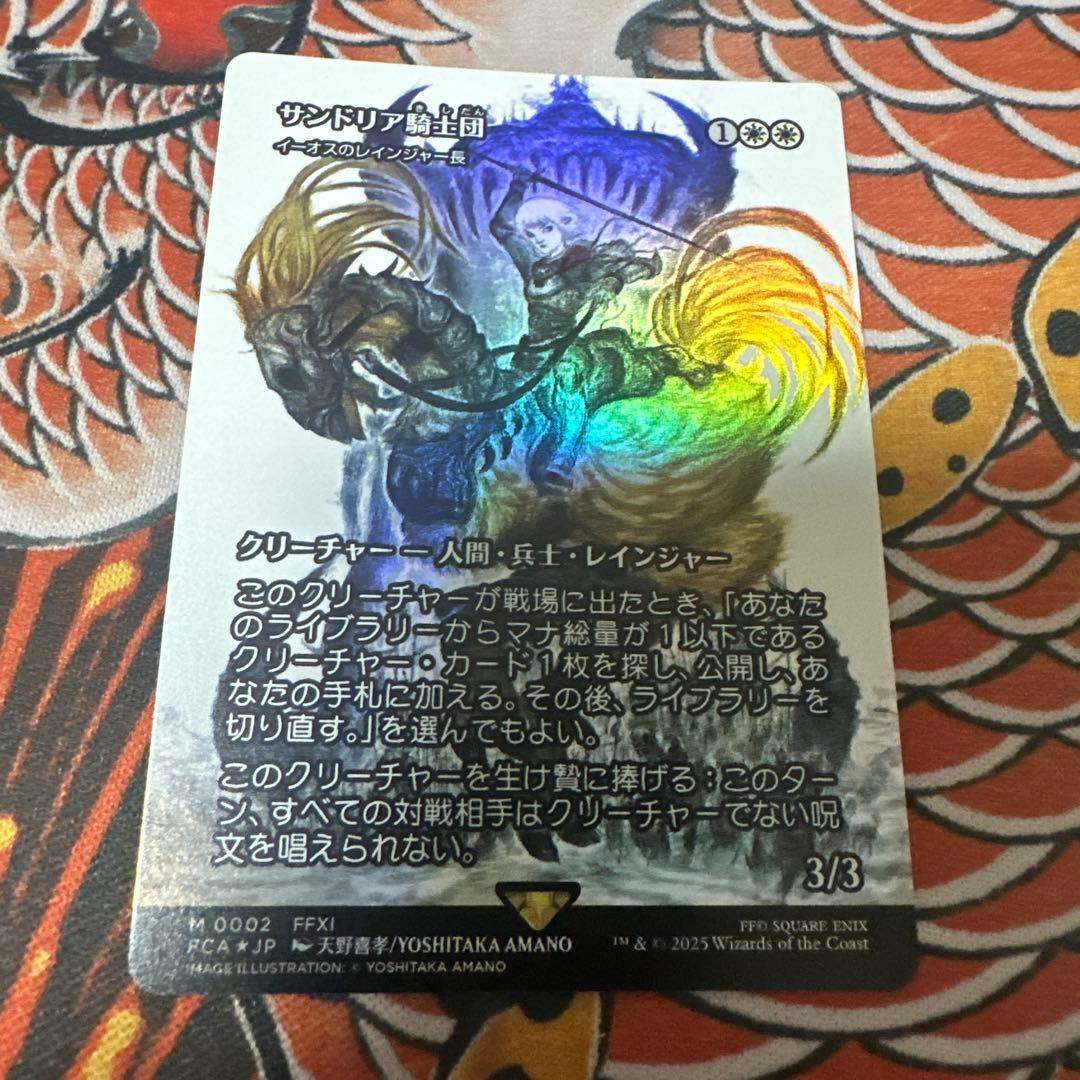 サンドリア騎士団
きしだん
イーオスのレインジャー長
1
クリーチャー — 人間・兵士・レインジャー
このクリーチャーが戦場に出たとき、「あなた
のライブラリーからマナ総量が１以下である
クリーチャー・カード１枚を探し、公開し、あ
なたの手札に加える。その後、ライブラリーを
切り直す。」を選んでもよい。
このクリーチャーを生け贄に捧げる：このター
ン、すべての対戦相手はクリーチャーでない呪
文を唱えられない。
3/3
M 0002 FFXI
FCA★JP 天野喜孝/YOSHITAKA AMANO
IMAGE ILLUSTRATION: © YOSHITAKA AMANO
FF© SQUARE ENIX
™ & © 2025 Wizards of the Coast